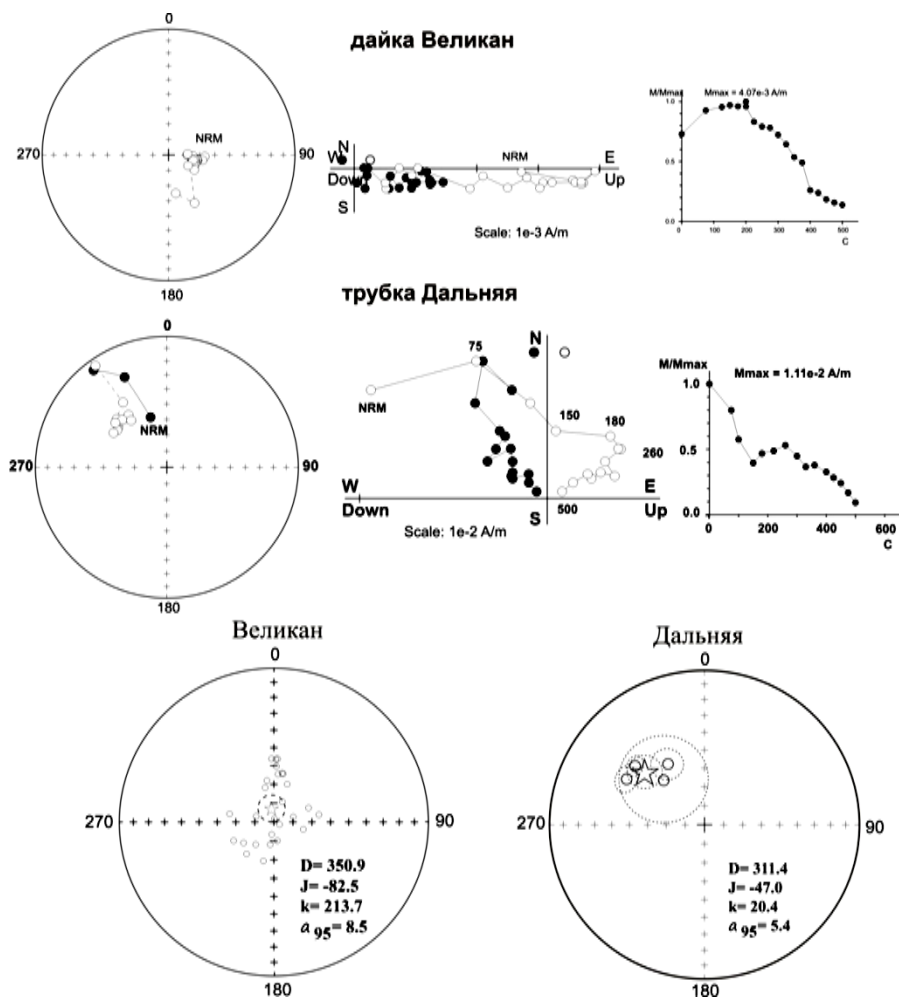 0
270
90
180
NRM
дайка Великан
N
W
E
NRM
Down
Up
S
Scale: 1e-3 A/m
M/Mmax
Mmax = 4.07e-3 A/m
1.0
0.5
0 100 200 300 400 500
C
0
270
90
180
NRM
трубка Дальняя
75
N
NRM
150
180
260
W
E
Down
S
500
Up
Scale: 1e-2 A/m
M/Mmax
Mmax = 1.11e-2 A/m
1.0
0.5
0.0
0 200 400 600
C
Великан
0
270
90
180
D= 350.9
J= -82.5
k= 213.7
α 95= 8.5
Дальняя
0
270
90
180
D= 311.4
J= -47.0
k= 20.4
α 95= 5.4